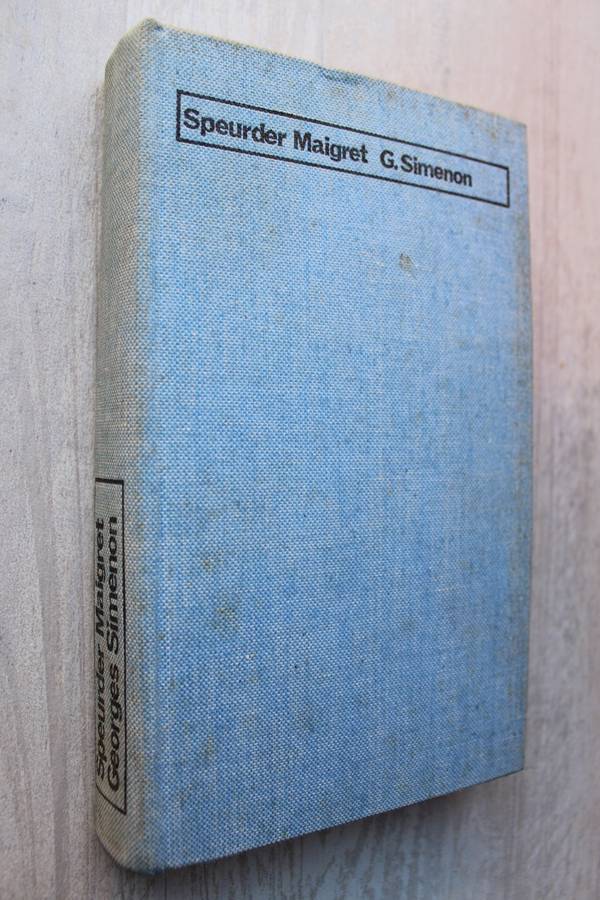 Speurder Maigret G. Simenon
Speurder Maigret
Georges Simenon